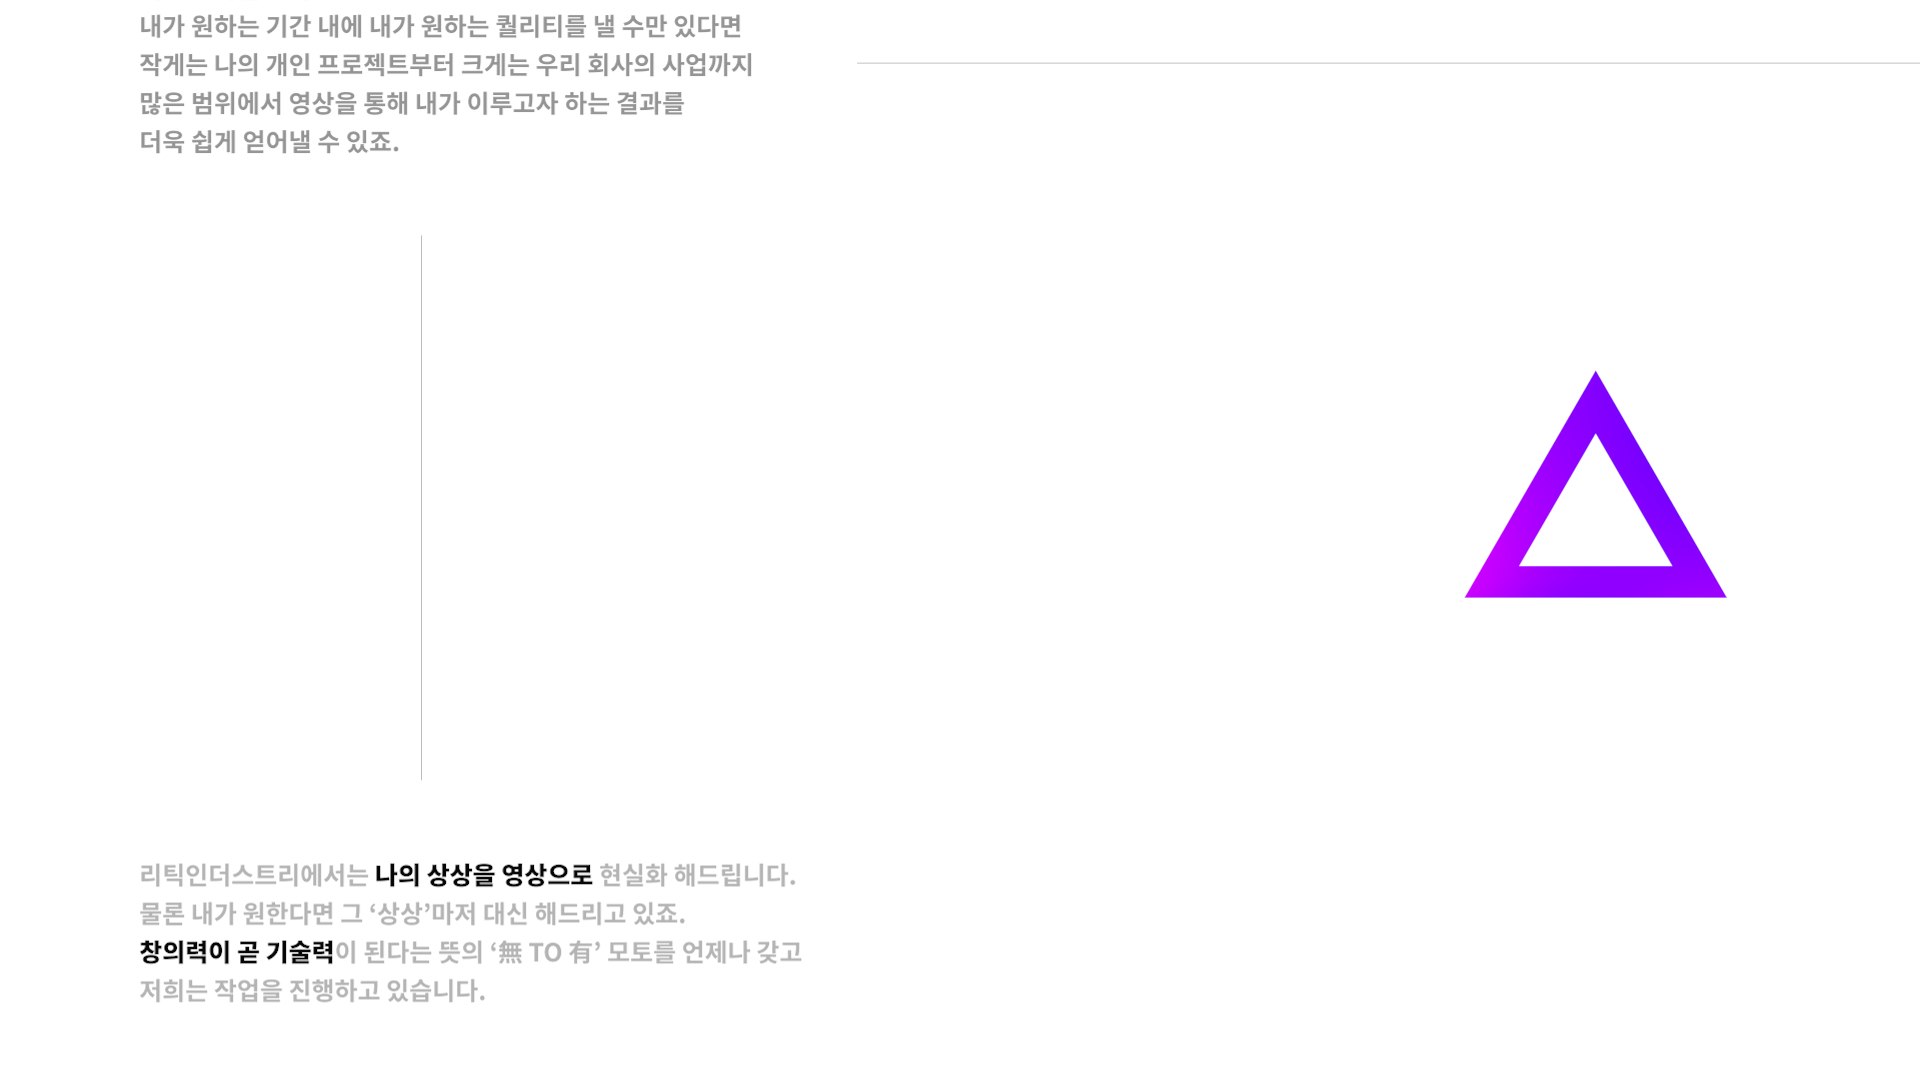 내가 원하는 기간 내에 내가 원하는 퀄리티를 낼 수만 있다면
작게는 나의 개인 프로젝트부터 크게는 우리 회사의 사업까지
많은 범위에서 영상을 통해 내가 이루고자 하는 결과를
더욱 쉽게 얻어낼 수 있죠.
리틱인더스트리에서는 나의 상상을 영상으로 현실화 해드립니다.
물론 내가 원한다면 그 ‘상상’마저 대신 해드리고 있죠.
창의력이 곧 기술력이 된다는 뜻의 ‘無 TO 有’ 모토를 언제나 갖고
저희는 작업을 진행하고 있습니다.